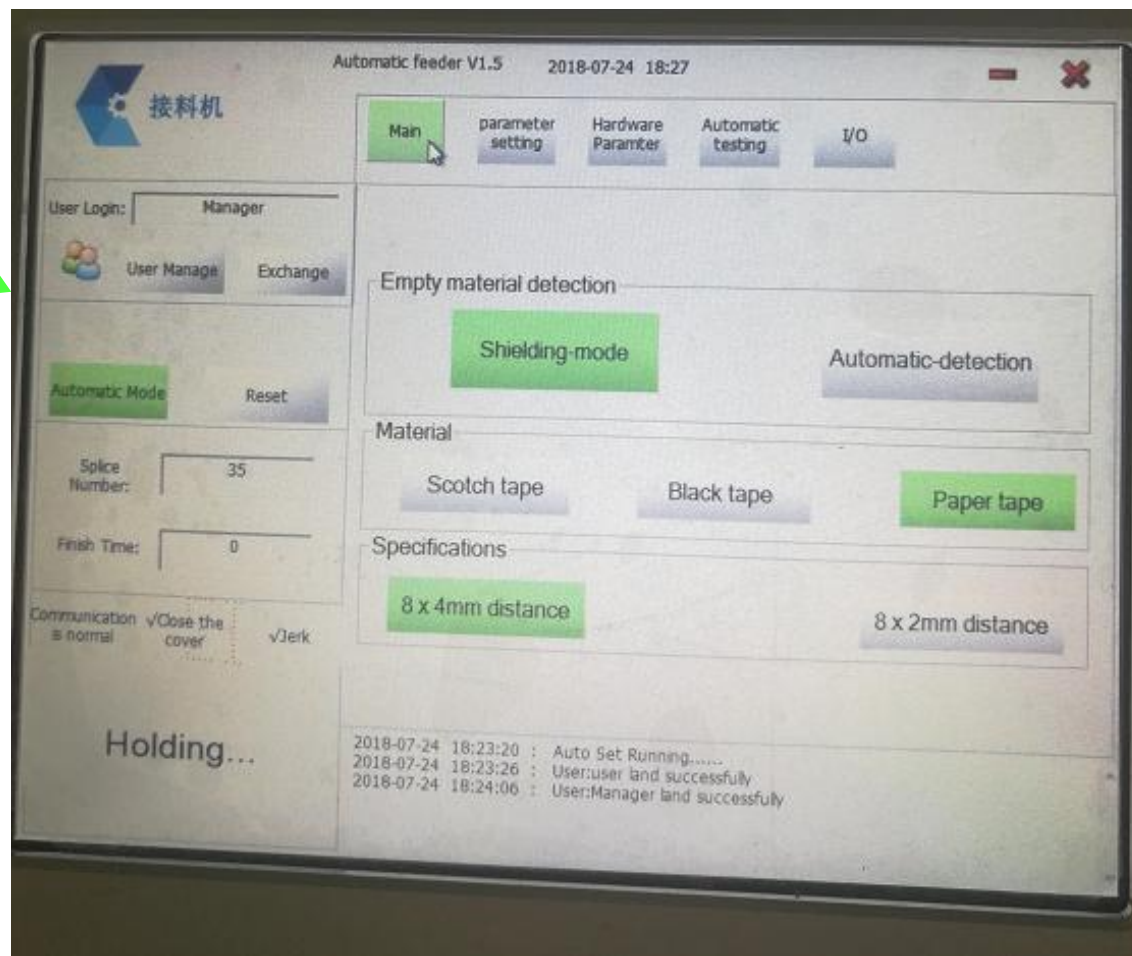 Automatic feeder V1.5 2018-07-24 18:27
接料机
Main
parameter
setting
Hardware
Paramter
Automatic
testing
I/O
User Login: Manager
User Manage Exchange
Automatic Mode Reset
Splice
Number: 35
Finish Time: 0
Communication
is normal
√Close the
cover
√Jerk
Holding...
Empty material detection
Shielding-mode Automatic-detection
Material
Scotch tape Black tape Paper tape
Specifications
8 x 4mm distance 8 x 2mm distance
2018-07-24 18:23:20 : Auto Set Running......
2018-07-24 18:23:26 : User:user land successfully
2018-07-24 18:24:06 : User:Manager land successfully